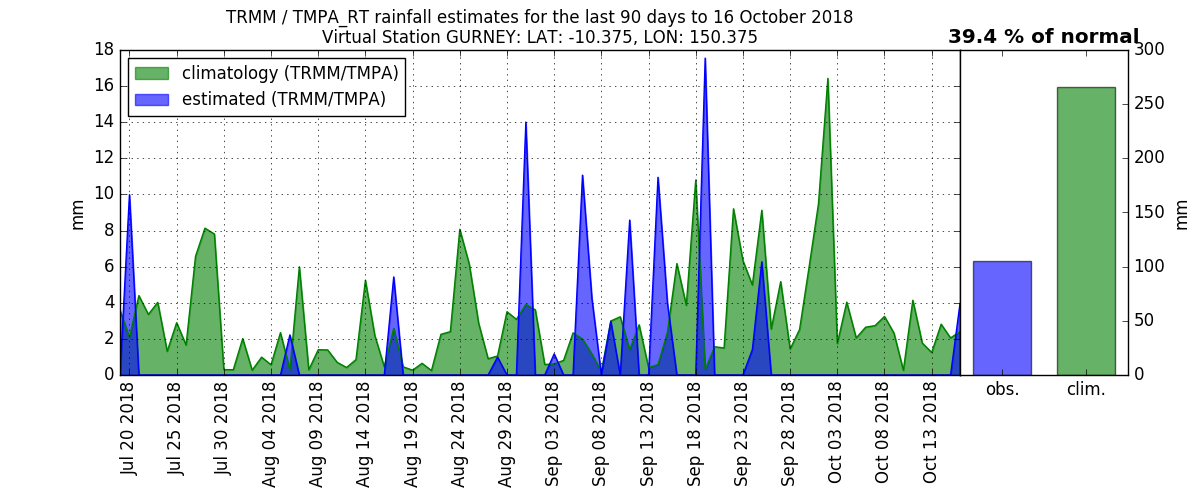 TRMM / TMPA_RT rainfall estimates for the last 90 days to 16 October 2018
Virtual Station GURNEY: LAT: -10.375, LON: 150.375
39.4 % of normal
climatology (TRMM/TMPA)
estimated (TRMM/TMPA)
mm
18
16
14
12
10
8
6
4
2
0
Jul 20 2018
Jul 25 2018
Jul 30 2018
Aug 04 2018
Aug 09 2018
Aug 14 2018
Aug 19 2018
Aug 24 2018
Aug 29 2018
Sep 03 2018
Sep 08 2018
Sep 13 2018
Sep 18 2018
Sep 23 2018
Sep 28 2018
Oct 03 2018
Oct 08 2018
Oct 13 2018
obs.
clim.
300
250
200
150
100
50
0
mm